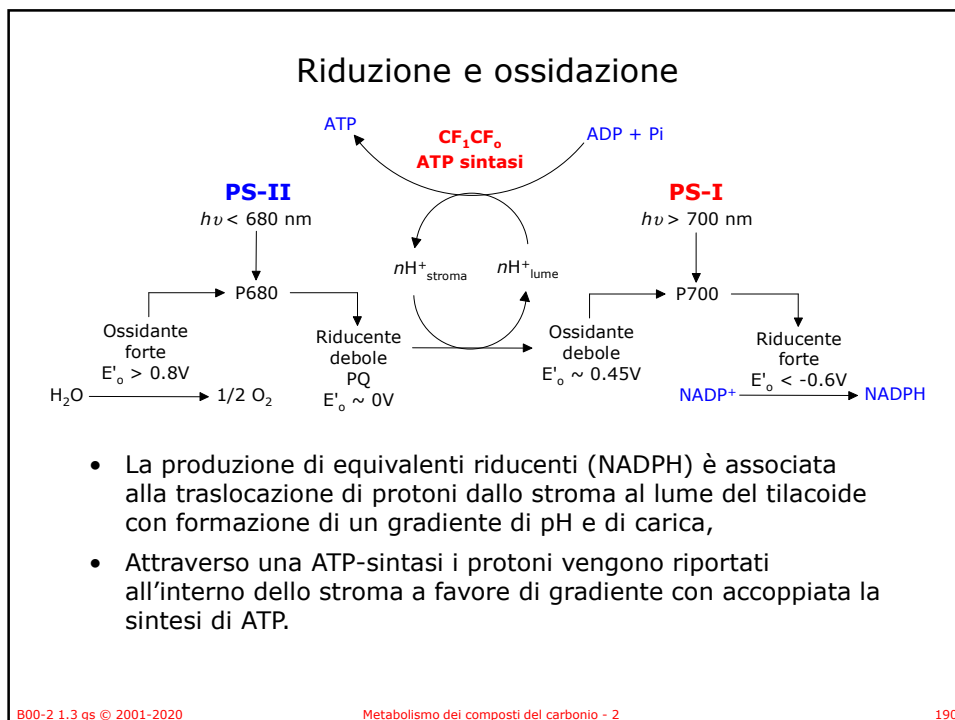 Riduzione e ossidazione
ATP
CF₁CFₒ
ATP sintasi
ADP + Pi
PS-II
hυ < 680 nm
PS-I
hυ > 700 nm
nH⁺stroma
nH⁺lume
P680
P700
Ossidante
forte
E'ₒ > 0.8V
Riducente
debole
PQ
E'ₒ ~ 0V
Ossidante
debole
E'ₒ ~ 0.45V
Riducente
forte
E'ₒ < -0.6V
H₂O
1/2 O₂
NADP⁺
NADPH
• La produzione di equivalenti riducenti (NADPH) è associata
alla traslocazione di protoni dallo stroma al lume del tilacoide
con formazione di un gradiente di pH e di carica,
• Attraverso una ATP-sintasi i protoni vengono riportati
all'interno dello stroma a favore di gradiente con accoppiata la
sintesi di ATP.
B00-2 1.3 gs © 2001-2020
Metabolismo dei composti del carbonio - 2
190